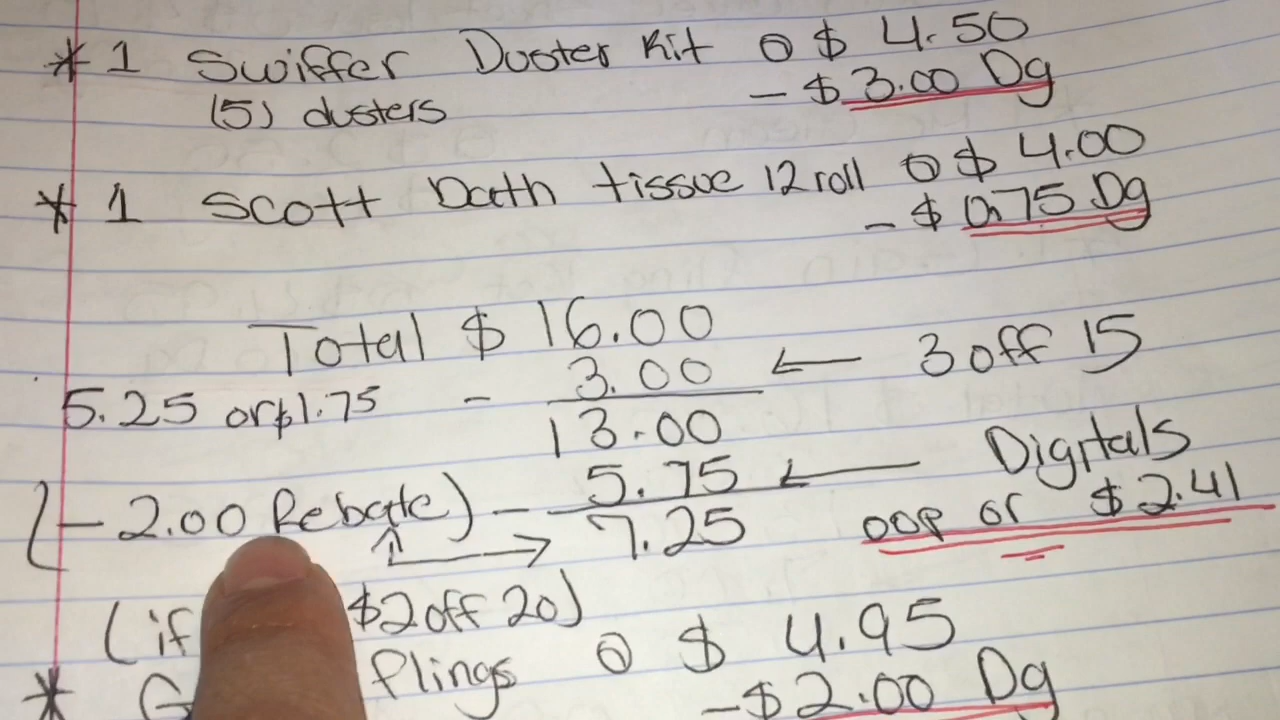 * 1 Swiffer Duster Kit @ $ 4.50
(5) dusters - $ 3.00 Dg
* 1 Scott bath tissue 12 roll @ $ 4.00
- $ 0.75 Dg
Total $ 16.00
5.25 or $1.75 - 3.00 ← 3 off 15
13.00
(-2.00 Rebate) - 5.75 ← Digitals
7.25 oop or $ 2.41
(if $2 off 20)
* G Flings @ $ 4.95
-$2.00 Dg